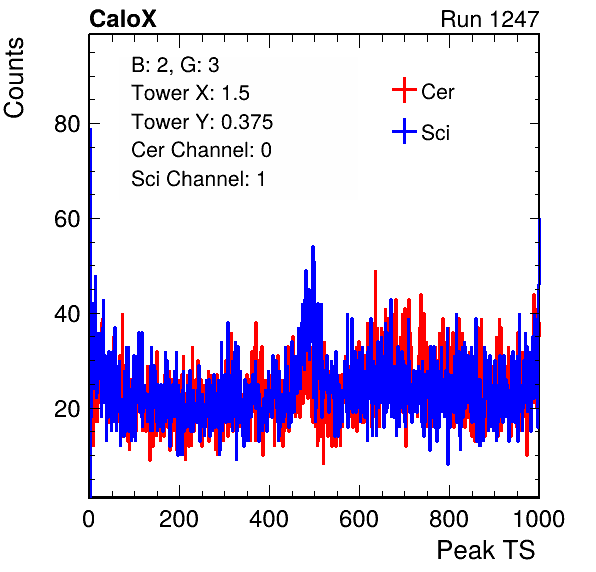 CaloX Run 1247
Counts
B: 2, G: 3
Tower X: 1.5
Tower Y: 0.375
Cer Channel: 0
Sci Channel: 1
Cer
Sci
80
60
40
20
0 200 400 600 800 1000
Peak TS